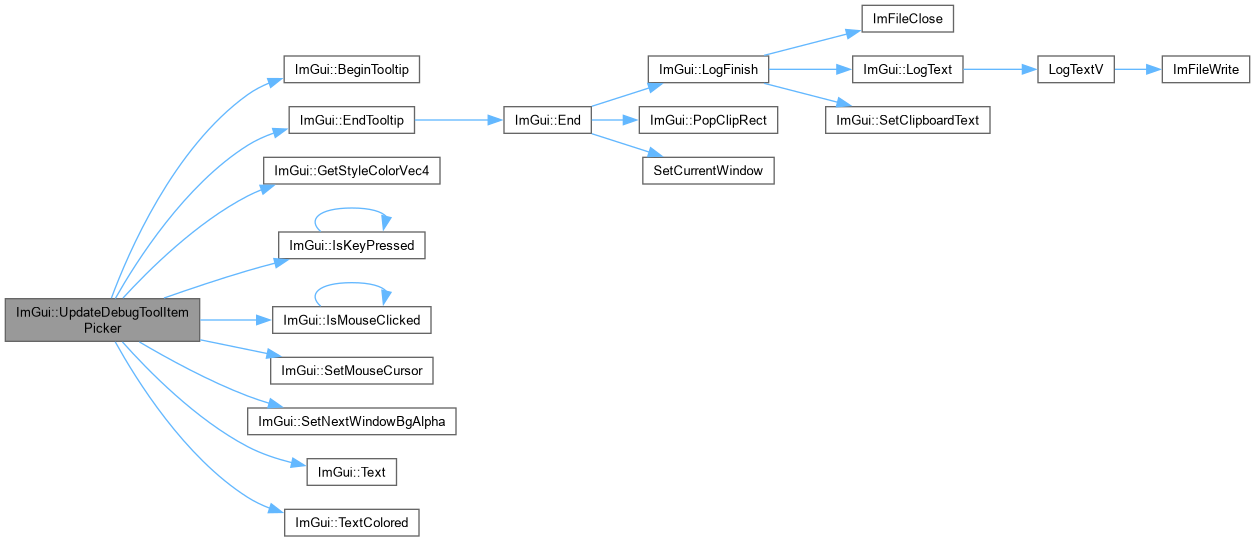 ImGui::UpdateDebugToolItem
Picker
ImGui::BeginTooltip
ImGui::EndTooltip
ImGui::End
ImGui::LogFinish
ImFileClose
ImGui::LogText
LogTextV
ImFileWrite
ImGui::SetClipboardText
ImGui::PopClipRect
SetCurrentWindow
ImGui::GetStyleColorVec4
ImGui::IsKeyPressed
ImGui::IsMouseClicked
ImGui::SetMouseCursor
ImGui::SetNextWindowBgAlpha
ImGui::Text
ImGui::TextColored